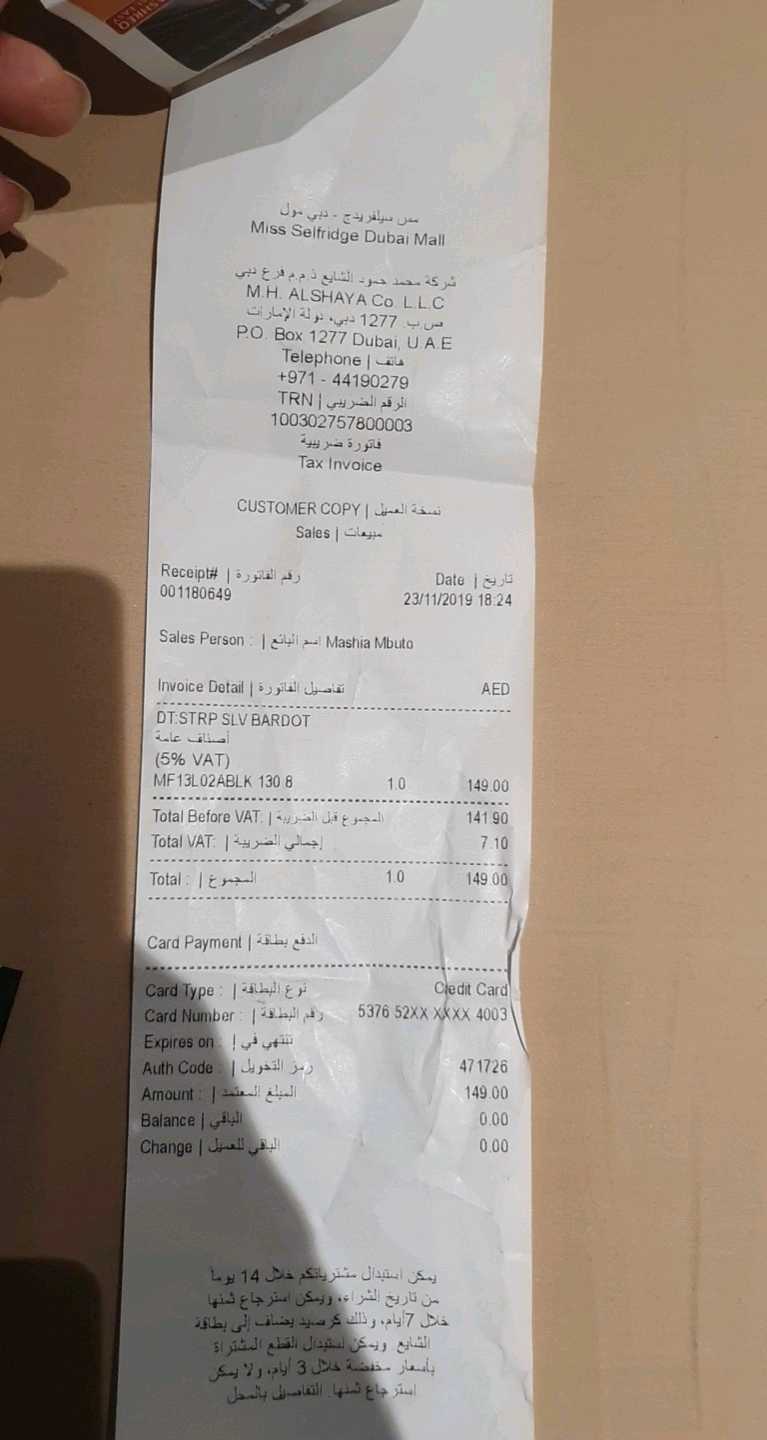 مس سيلفريدج - دبي مول
Miss Selfridge Dubai Mall
شركة محمد حمود الشايع ذ.م.م فرع دبي
M.H. ALSHAYA Co. L.L.C
ص.ب. 1277 دبي، دولة الإمارات
P.O. Box 1277 Dubai, U.A.E
Telephone | هاتف
+971 - 44190279
TRN | الرقم الضريبي
100302757800003
فاتورة ضريبية
Tax Invoice
CUSTOMER COPY | نسخة العميل
Sales | مبيعات
Receipt# | رقم الفاتورة Date | تاريخ
001180649 23/11/2019 18:24
Sales Person : | اسم البائع Mashia Mbuto
Invoice Detail | تفاصيل الفاتورة AED
DT:STRP SLV BARDOT
أصناف عامة
(5% VAT)
MF13L02ABLK 130.8 1.0 149.00
Total Before VAT: | المجموع قبل الضريبة 141.90
Total VAT: | إجمالي الضريبة 7.10
Total : | المجموع 1.0 149.00
Card Payment | الدفع بطاقة
Card Type : | نوع البطاقة Credit Card
Card Number : | رقم البطاقة 5376 52XX XXXX 4003
Expires on : | تنتهي في
Auth Code : | رمز التخويل 471726
Amount : | المبلغ المعتمد 149.00
Balance | الباقي 0.00
Change | الباقي للعميل 0.00
يمكن استبدال مشترياتكم خلال 14 يوماً
من تاريخ الشراء، ويمكن استرجاع ثمنها
خلال 7أيام، وذلك كرصيد يضاف إلى بطاقة
الشايع. ويمكن استبدال القطع المشتراة
بأسعار مخفضة خلال 3 أيام، ولا يمكن
استرجاع ثمنها. التفاصيل بالمحل